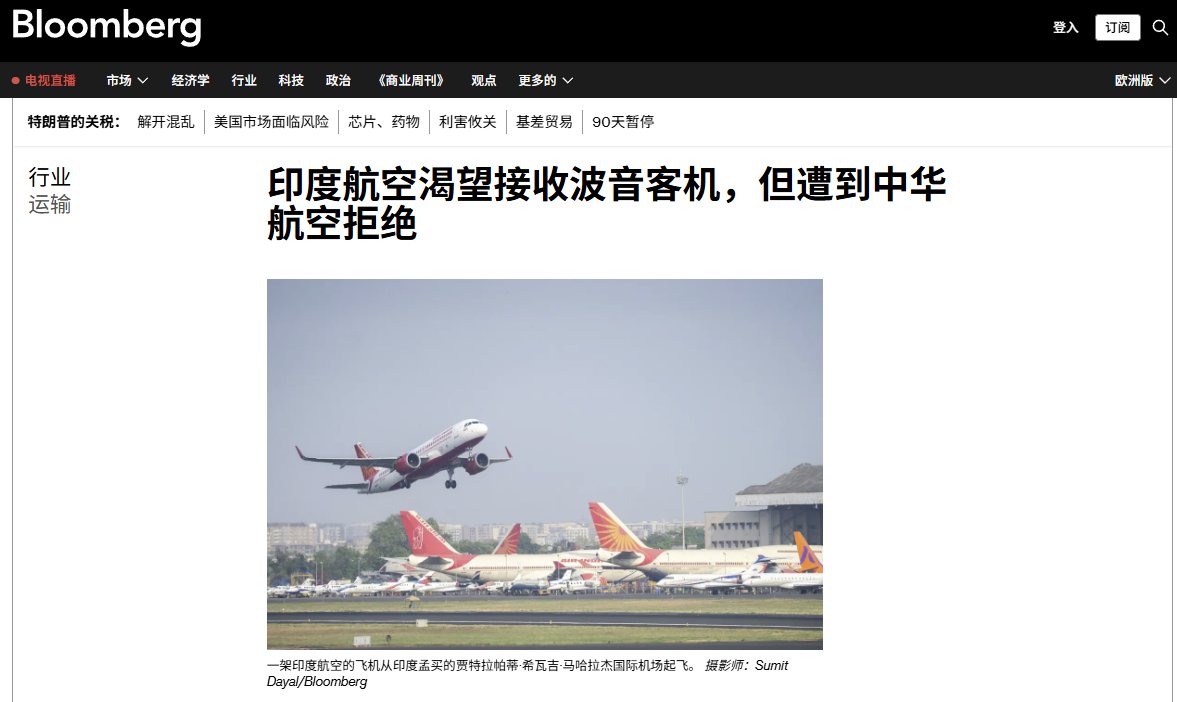 Bloomberg
登入 订阅
电视直播 市场 经济学 行业 科技 政治 《商业周刊》 观点 更多的 欧洲版
特朗普的关税： 解开混乱 美国市场面临风险 芯片、药物 利害攸关 基差贸易 90天暂停
行业
运输
印度航空渴望接收波音客机，但遭到中华
航空拒绝
一架印度航空的飞机从印度孟买的贾特拉帕蒂·希瓦吉·马哈拉杰国际机场起飞。 摄影师：Sumit
Dayal/Bloomberg